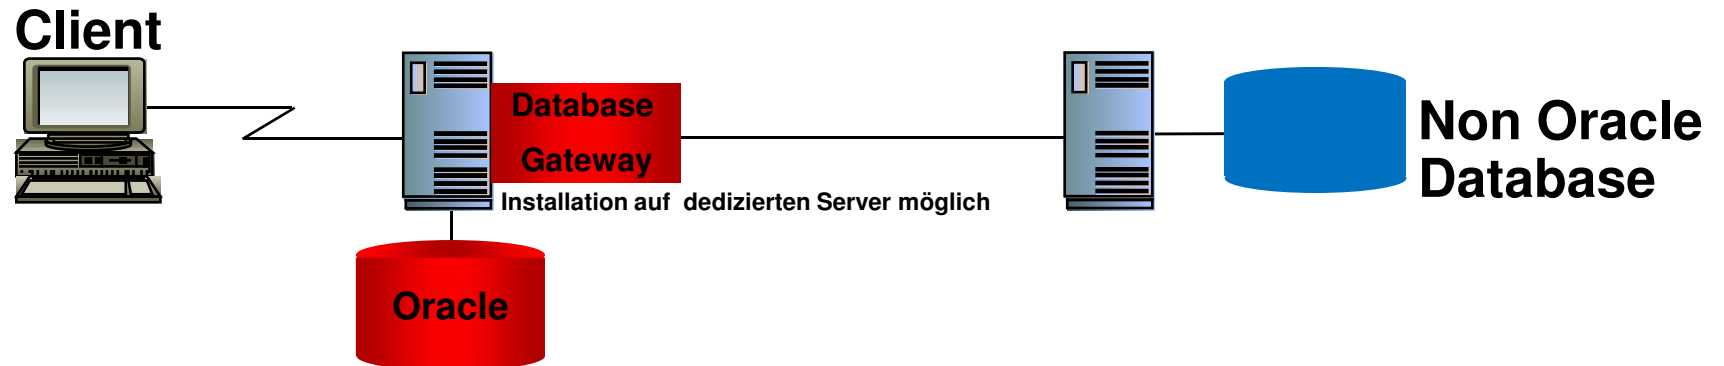 Client
Database
Gateway
Installation auf dedizierten Server möglich
Oracle
Non Oracle
Database